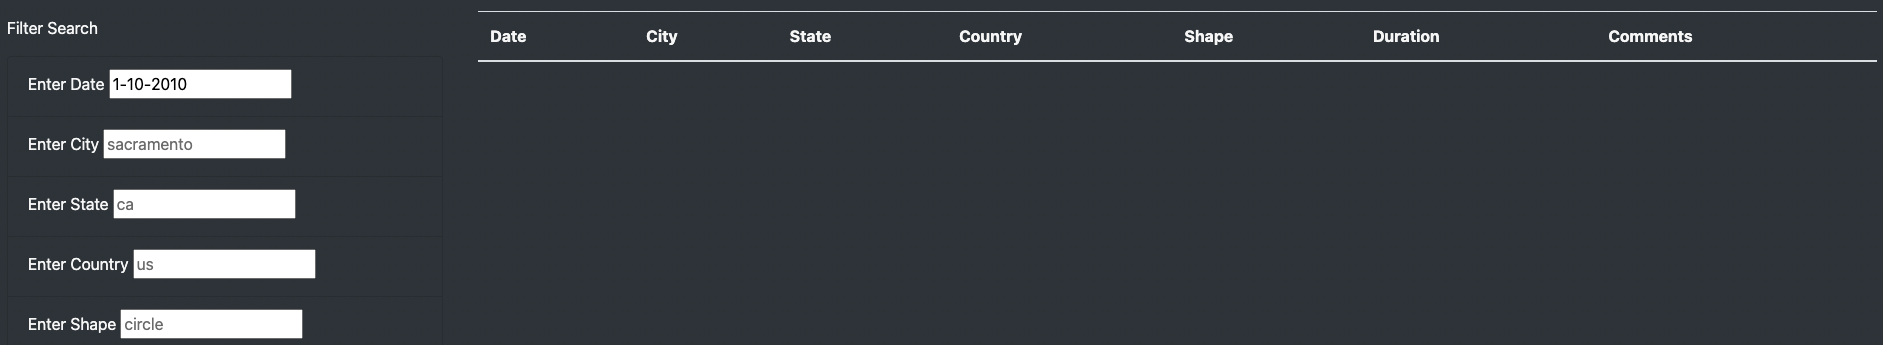 Filter Search
Enter Date 1-10-2010
Enter City sacramento
Enter State ca
Enter Country us
Enter Shape circle
Date City State Country Shape Duration Comments